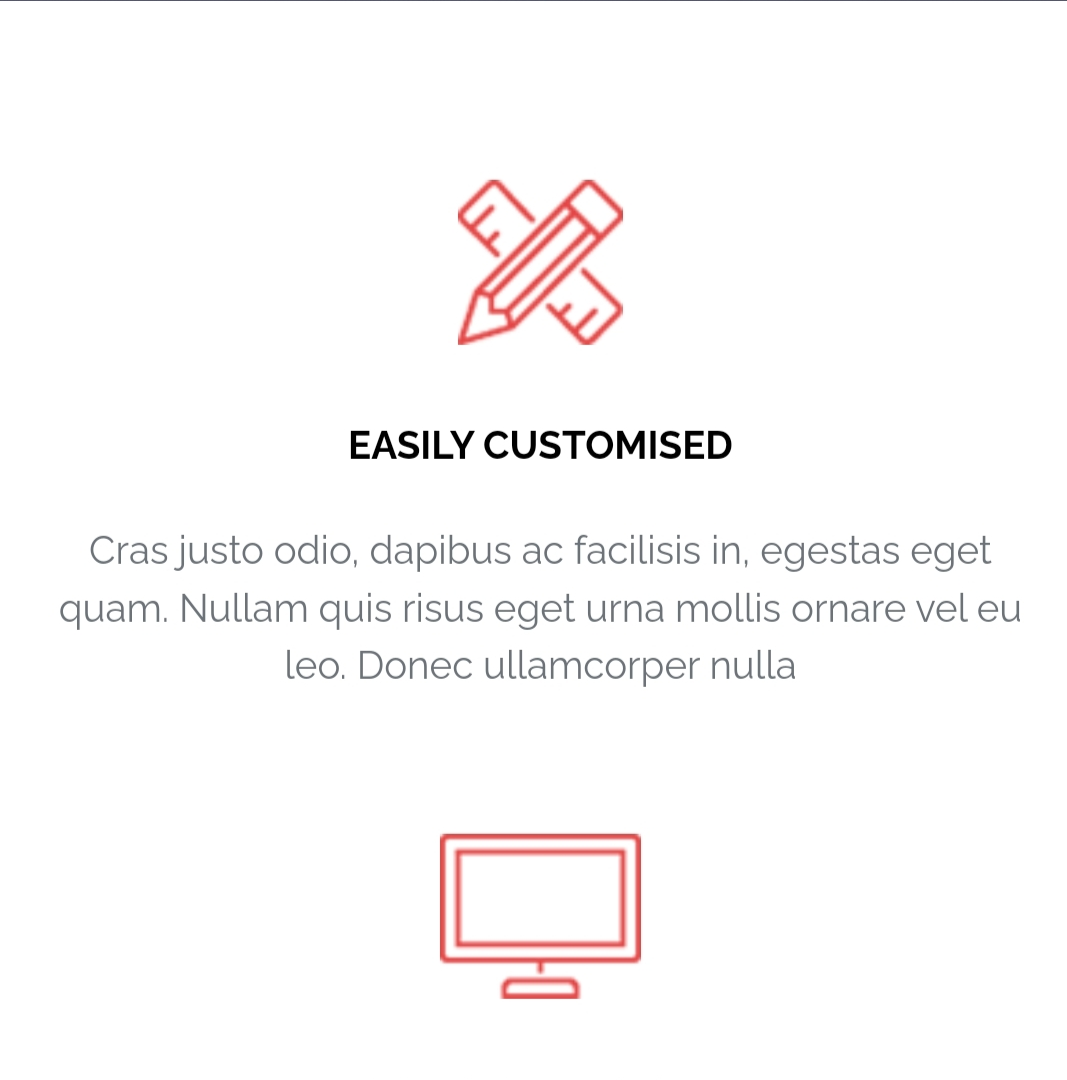 EASILY CUSTOMISED
Cras justo odio, dapibus ac facilisis in, egestas eget
quam. Nullam quis risus eget urna mollis ornare vel eu
leo. Donec ullamcorper nulla